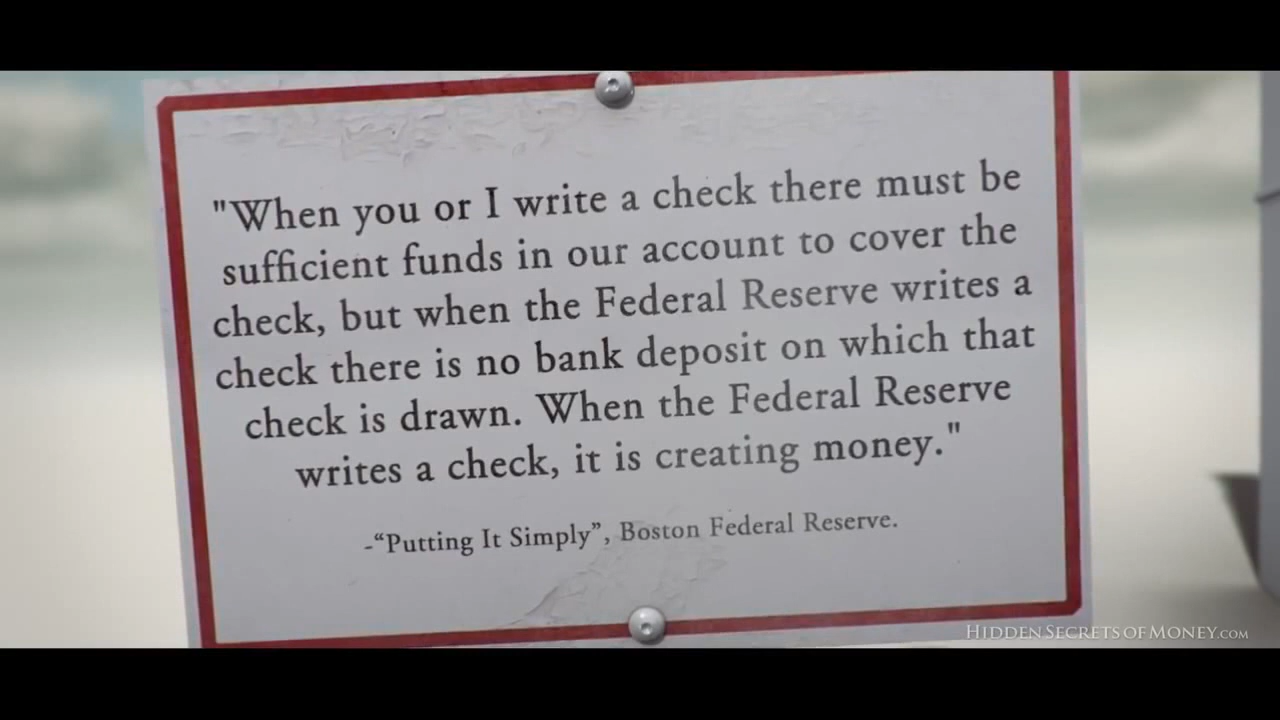 "When you or I write a check there must be
sufficient funds in our account to cover the
check, but when the Federal Reserve writes a
check there is no bank deposit on which that
check is drawn. When the Federal Reserve
writes a check, it is creating money."
-“Putting It Simply”, Boston Federal Reserve.
HIDDEN SECRETS OF MONEY.COM